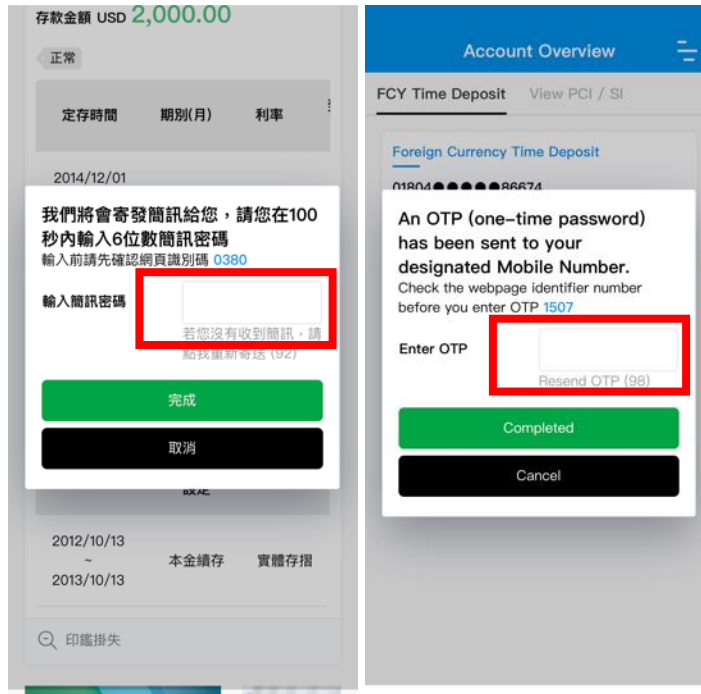 存款金額 USD 2,000.00
正常
定存時間 期別(月) 利率
2014/12/01
我們將會寄發簡訊給您，請您在100
秒內輸入6位數簡訊密碼
輸入前請先確認網頁識別碼 0380
輸入簡訊密碼
若您沒有收到簡訊，請
點我重新寄送 (92)
完成
取消
設定
2012/10/13
~
2013/10/13
本金續存 實體存摺
印鑑掛失
Account Overview
FCY Time Deposit View PCI / SI
Foreign Currency Time Deposit
01804●●●●●86674
An OTP (one-time password)
has been sent to your
designated Mobile Number.
Check the webpage identifier number
before you enter OTP 1507
Enter OTP
Resend OTP (98)
Completed
Cancel